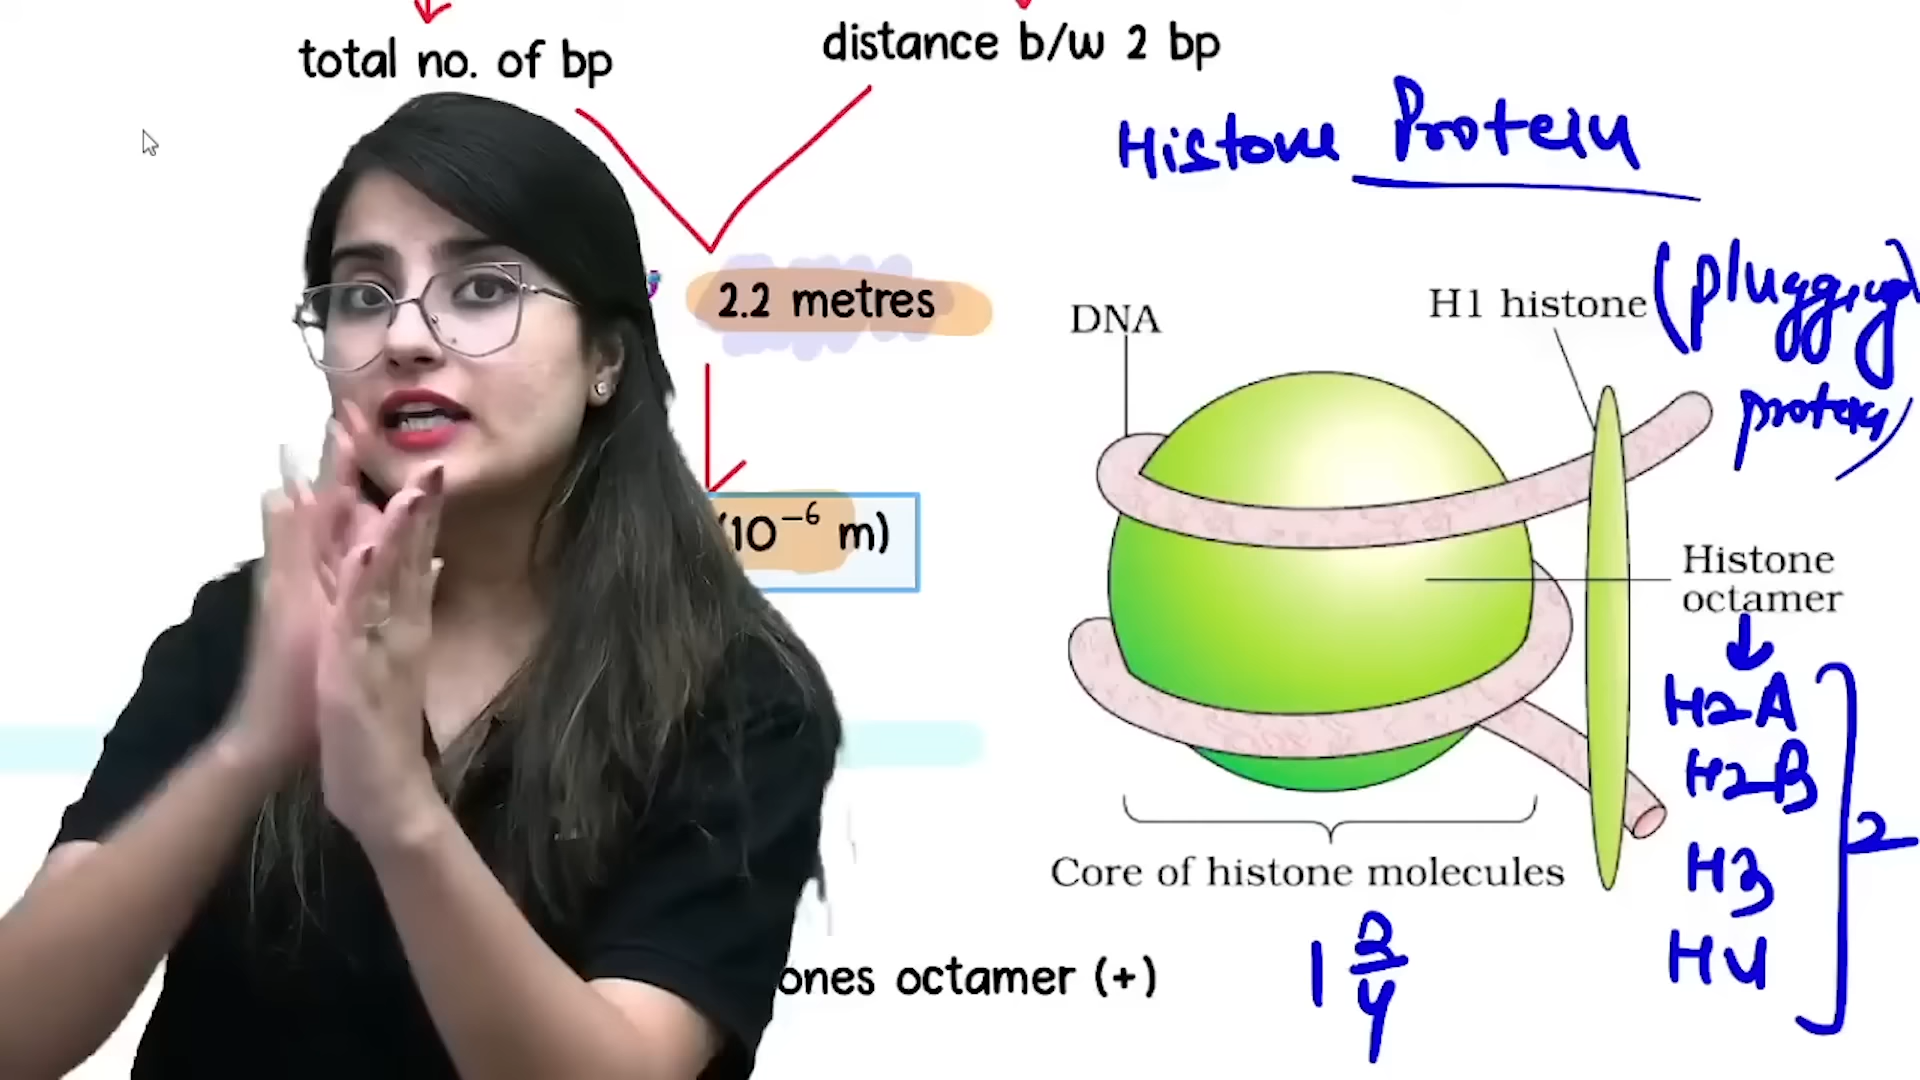 total no. of bp
distance b/w 2 bp
Histone Protein
2.2 metres
DNA
H1 histone
(plugging
protein)
(10⁻⁶ m)
Histone
octamer
H2A
H2B
H3
H4
2
Core of histone molecules
ones octamer (+)
1 3/4